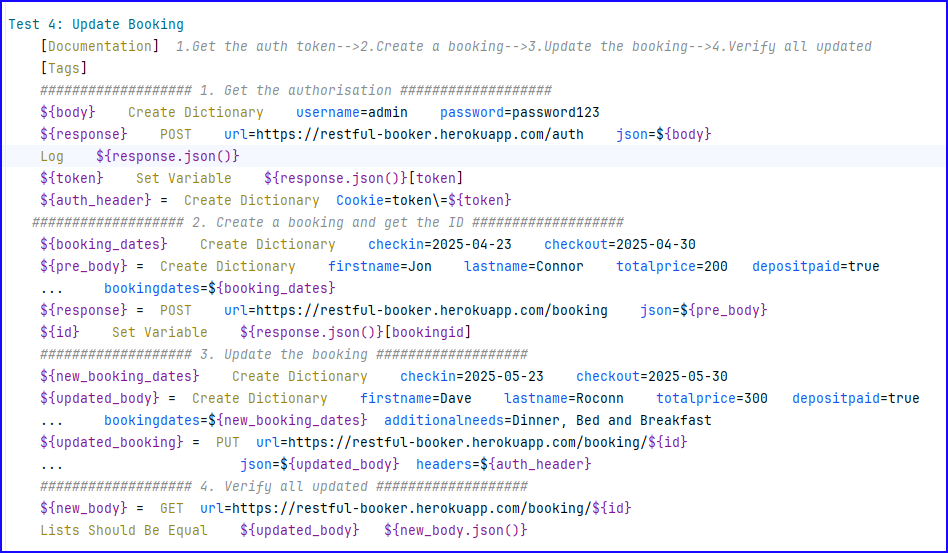 Test 4: Update Booking
[Documentation]  1.Get the auth token-->2.Create a booking-->3.Update the booking-->4.Verify all updated
[Tags]
################### 1. Get the authorisation ###################
${body}    Create Dictionary    username=admin    password=password123
${response}    POST    url=https://restful-booker.herokuapp.com/auth    json=${body}
Log    ${response.json()}
${token}    Set Variable    ${response.json()}[token]
${auth_header} =  Create Dictionary  Cookie=token\=${token}
################### 2. Create a booking and get the ID ###################
${booking_dates}    Create Dictionary    checkin=2025-04-23    checkout=2025-04-30
${pre_body} =  Create Dictionary    firstname=Jon    lastname=Connor    totalprice=200   depositpaid=true
...     bookingdates=${booking_dates}
${response} =  POST    url=https://restful-booker.herokuapp.com/booking    json=${pre_body}
${id}    Set Variable    ${response.json()}[bookingid]
################### 3. Update the booking ###################
${new_booking_dates}    Create Dictionary    checkin=2025-05-23    checkout=2025-05-30
${updated_body} =  Create Dictionary    firstname=Dave    lastname=Roconn    totalprice=300   depositpaid=true
...     bookingdates=${new_booking_dates}  additionalneeds=Dinner, Bed and Breakfast
${updated_booking} =  PUT  url=https://restful-booker.herokuapp.com/booking/${id}
...                      json=${updated_body}  headers=${auth_header}
################### 4. Verify all updated ###################
${new_body} =  GET  url=https://restful-booker.herokuapp.com/booking/${id}
Lists Should Be Equal    ${updated_body}   ${new_body.json()}